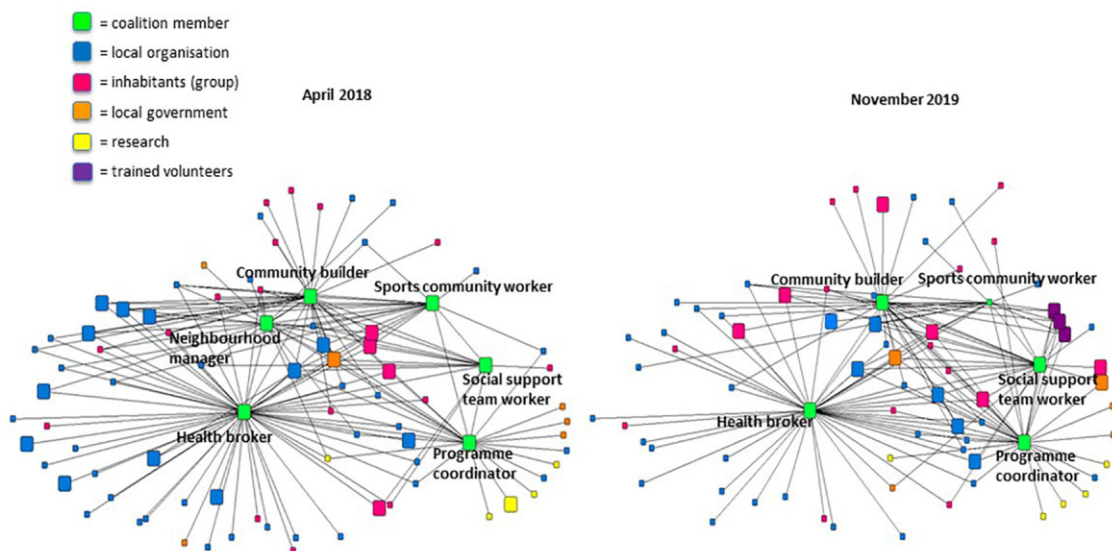 = coalition member
= local organisation
= inhabitants (group)
= local government
= research
= trained volunteers
April 2018
November 2019
Community builder
Sports community worker
Neighbourhood
manager
Social support
team worker
Health broker
Programme
coordinator
Community builder
Sports community worker
Social support
team worker
Health broker
Programme
coordinator